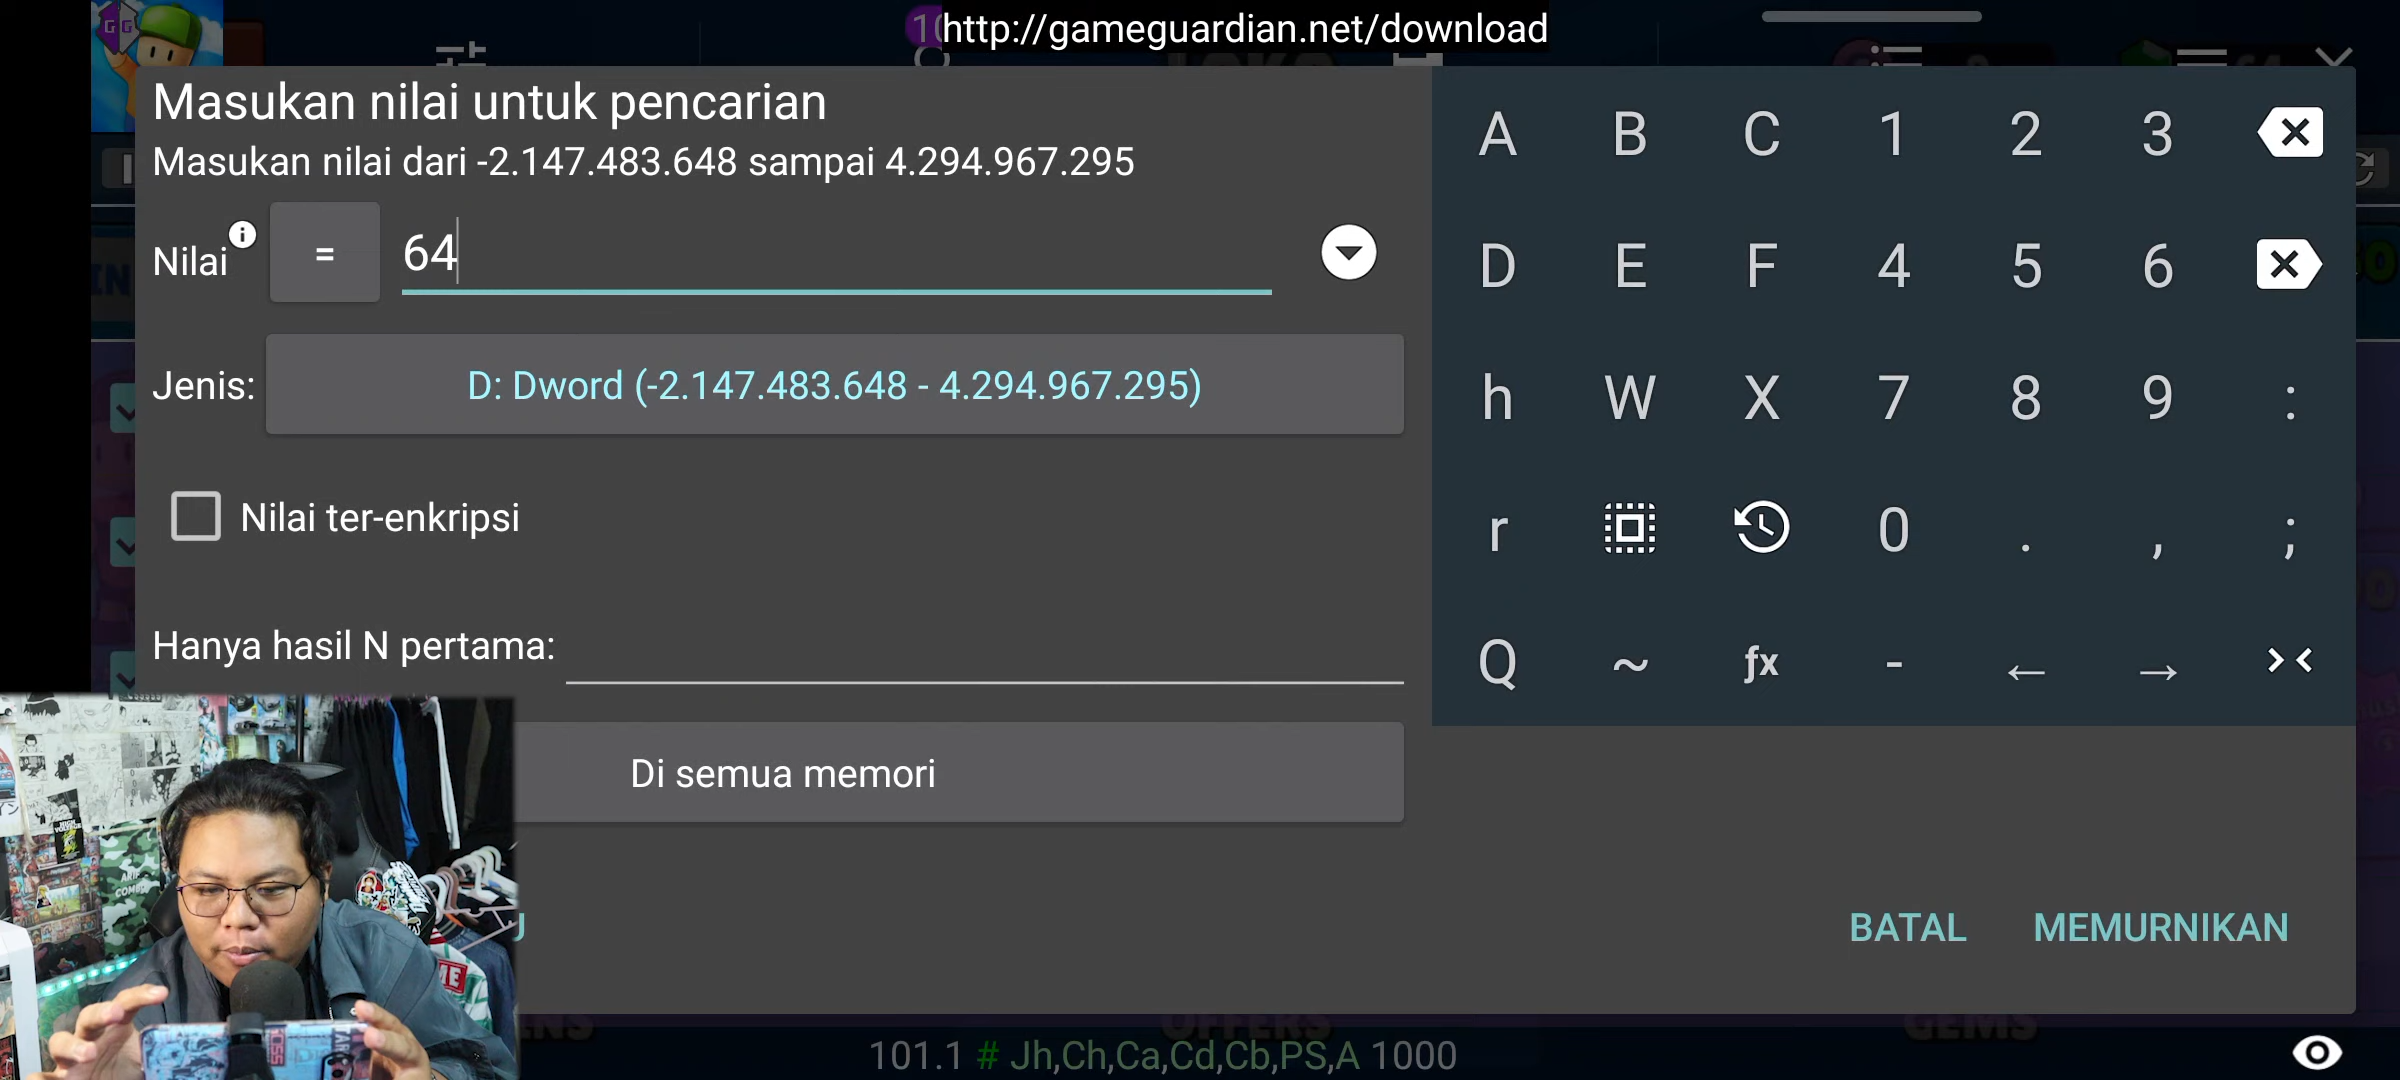 http://gameguardian.net/download
Masukan nilai untuk pencarian
Masukan nilai dari -2.147.483.648 sampai 4.294.967.295
Nilai = 64
Jenis: D: Dword (-2.147.483.648 - 4.294.967.295)
Nilai ter-enkripsi
Hanya hasil N pertama:
Di semua memori
A B C 1 2 3
D E F 4 5 6
h W X 7 8 9 :
r 0 . , ;
Q ~ ƒx - ← → > <
BATAL MEMURNIKAN
OFFERS
GEMS
101.1 # Jh,Ch,Ca,Cd,Cb,PS,A 1000